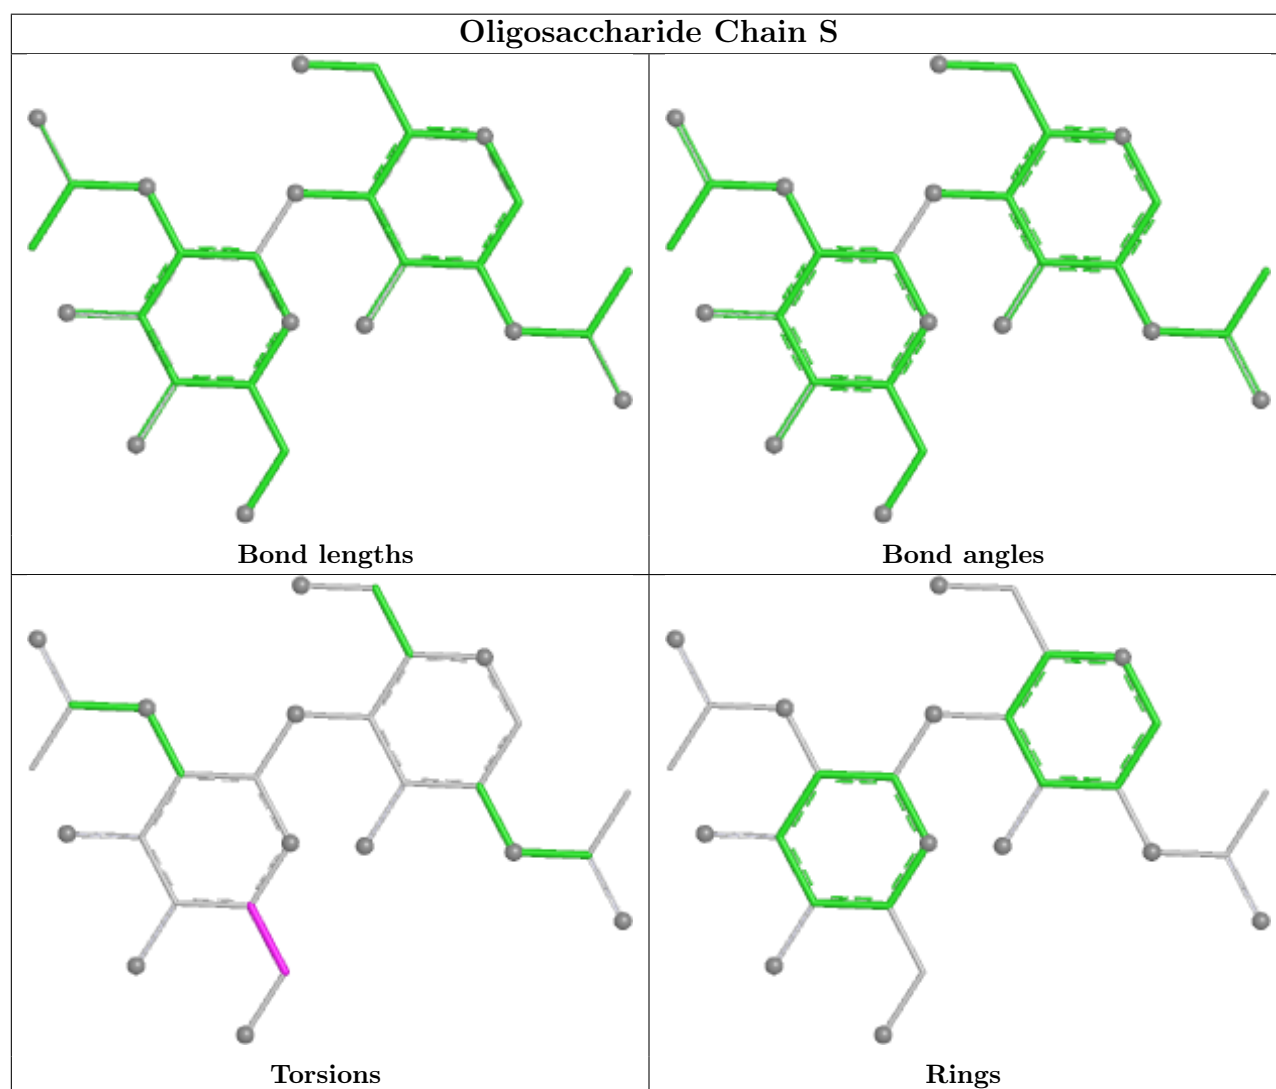 Oligosaccharide Chain S
Bond lengths
Bond angles
Torsions
Rings